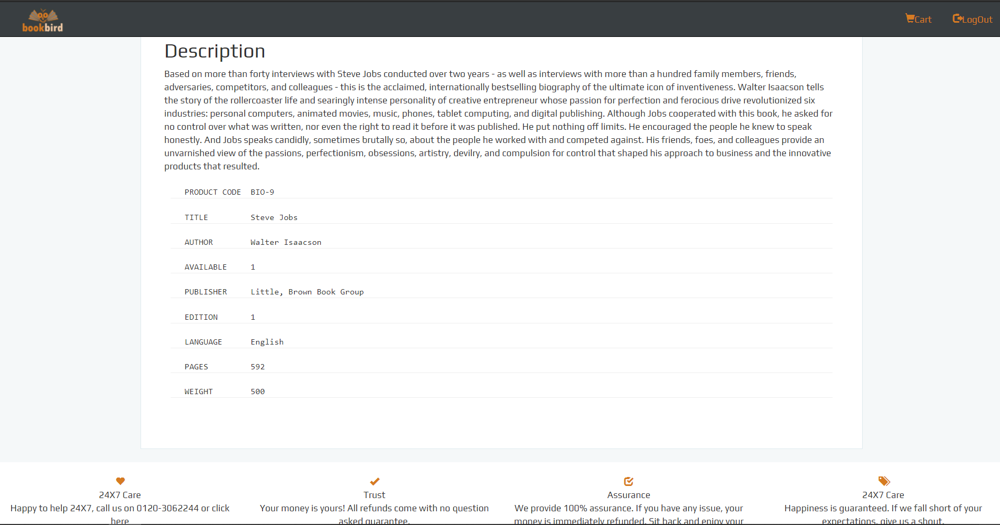 bookbird
Cart
LogOut
Description
Based on more than forty interviews with Steve Jobs conducted over two years - as well as interviews with more than a hundred family members, friends,
adversaries, competitors, and colleagues - this is the acclaimed, internationally bestselling biography of the ultimate icon of inventiveness. Walter Isaacson tells
the story of the rollercoaster life and searingly intense personality of creative entrepreneur whose passion for perfection and ferocious drive revolutionized six
industries: personal computers, animated movies, music, phones, tablet computing, and digital publishing. Although Jobs cooperated with this book, he asked for
no control over what was written, nor even the right to read it before it was published. He put nothing off limits. He encouraged the people he knew to speak
honestly. And Jobs speaks candidly, sometimes brutally so, about the people he worked with and competed against. His friends, foes, and colleagues provide an
unvarnished view of the passions, perfectionism, obsessions, artistry, devilry, and compulsion for control that shaped his approach to business and the innovative
products that resulted.
PRODUCT CODE BIO-9
TITLE Steve Jobs
AUTHOR Walter Isaacson
AVAILABLE 1
PUBLISHER Little, Brown Book Group
EDITION 1
LANGUAGE English
PAGES 592
WEIGHT 500
24X7 Care
Happy to help 24X7, call us on 0120-3062244 or click
here
Trust
Your money is yours! All refunds come with no question
asked guarantee.
Assurance
We provide 100% assurance. If you have any issue, your
money is immediately refunded. Sit back and enjoy your
24X7 Care
Happiness is guaranteed. If we fall short of your
expectations, give us a shout.